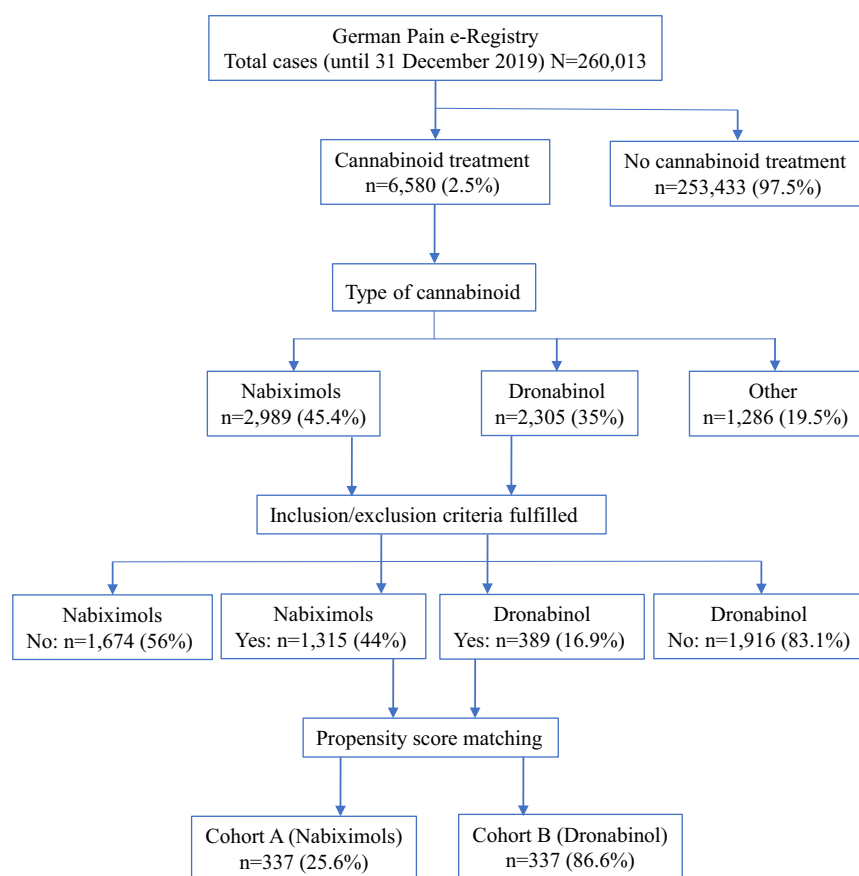 German Pain e-Registry
Total cases (until 31 December 2019) N=260,013
Cannabinoid treatment
n=6,580 (2.5%)
No cannabinoid treatment
n=253,433 (97.5%)
Type of cannabinoid
Nabiximols
n=2,989 (45.4%)
Dronabinol
n=2,305 (35%)
Other
n=1,286 (19.5%)
Inclusion/exclusion criteria fulfilled
Nabiximols
No: n=1,674 (56%)
Nabiximols
Yes: n=1,315 (44%)
Dronabinol
Yes: n=389 (16.9%)
Dronabinol
No: n=1,916 (83.1%)
Propensity score matching
Cohort A (Nabiximols)
n=337 (25.6%)
Cohort B (Dronabinol)
n=337 (86.6%)